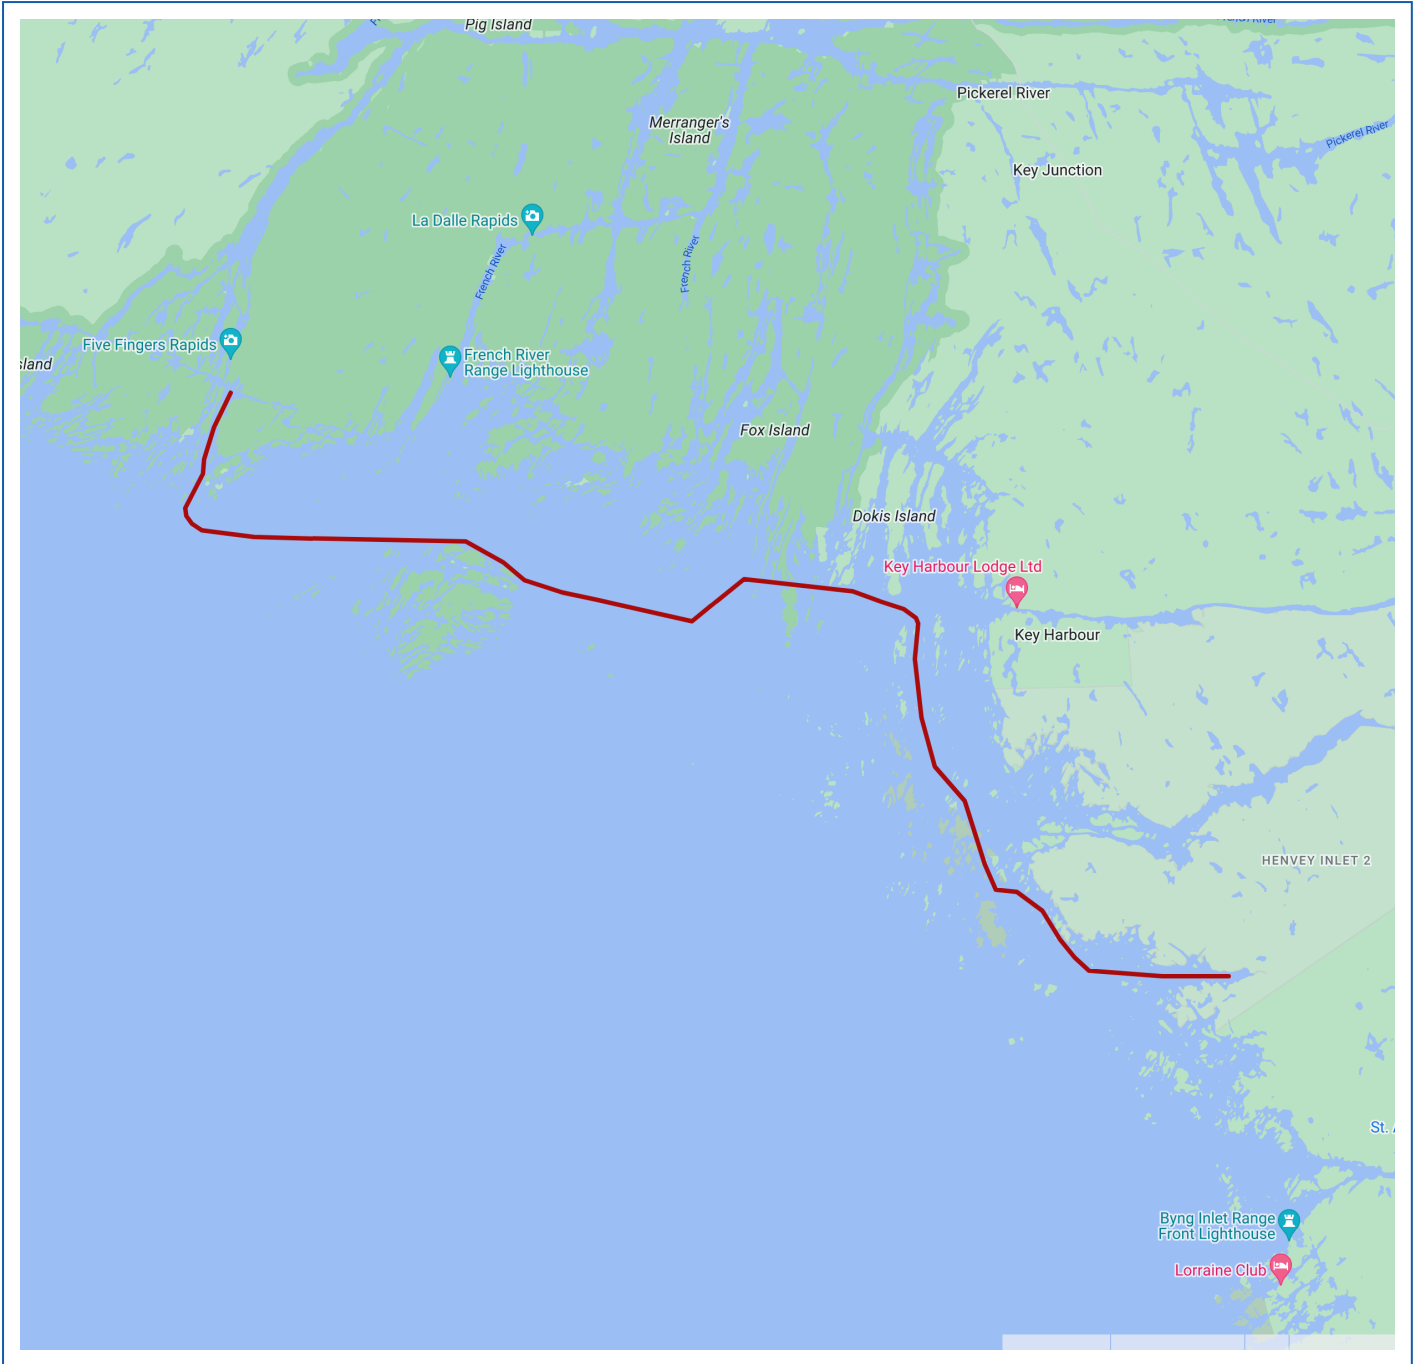 Pig Island
Pickerel River
Merranger's
Island
Pickerel River
Key Junction
La Dalle Rapids
French River
French River
Five Fingers Rapids
French River
Range Lighthouse
Fox Island
Dokis Island
Key Harbour Lodge Ltd
Key Harbour
HENVEY INLET 2
St.
Byng Inlet Range
Front Lighthouse
Lorraine Club